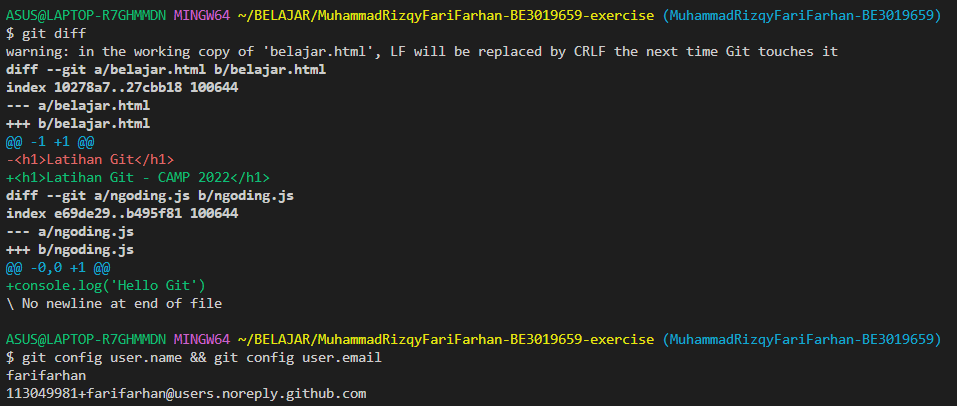 ASUS@LAPTOP-R7GHMMDN MINGW64 ~/BELAJAR/MuhammadRizqyFariFarhan-BE3019659-exercise (MuhammadRizqyFariFarhan-BE3019659)
$ git diff
warning: in the working copy of 'belajar.html', LF will be replaced by CRLF the next time Git touches it
diff --git a/belajar.html b/belajar.html
index 10278a7..27cbb18 100644
--- a/belajar.html
+++ b/belajar.html
@@ -1 +1 @@
-<h1>Latihan Git</h1>
+<h1>Latihan Git - CAMP 2022</h1>
diff --git a/ngoding.js b/ngoding.js
index e69de29..b495f81 100644
--- a/ngoding.js
+++ b/ngoding.js
@@ -0,0 +1 @@
+console.log('Hello Git')
\ No newline at end of file
ASUS@LAPTOP-R7GHMMDN MINGW64 ~/BELAJAR/MuhammadRizqyFariFarhan-BE3019659-exercise (MuhammadRizqyFariFarhan-BE3019659)
$ git config user.name && git config user.email
farifarhan
113049981+farifarhan@users.noreply.github.com